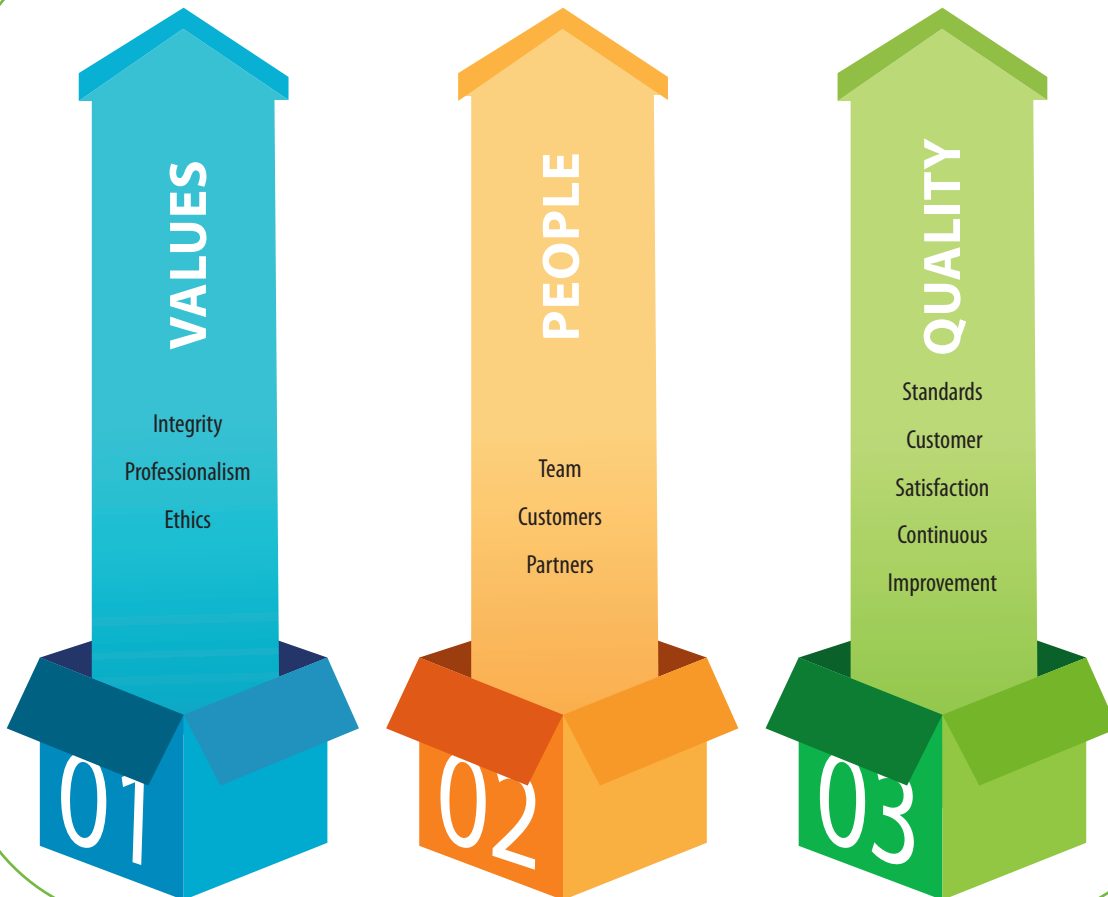 VALUES
Integrity
Professionalism
Ethics
01
PEOPLE
Team
Customers
Partners
02
QUALITY
Standards
Customer
Satisfaction
Continuous
Improvement
03